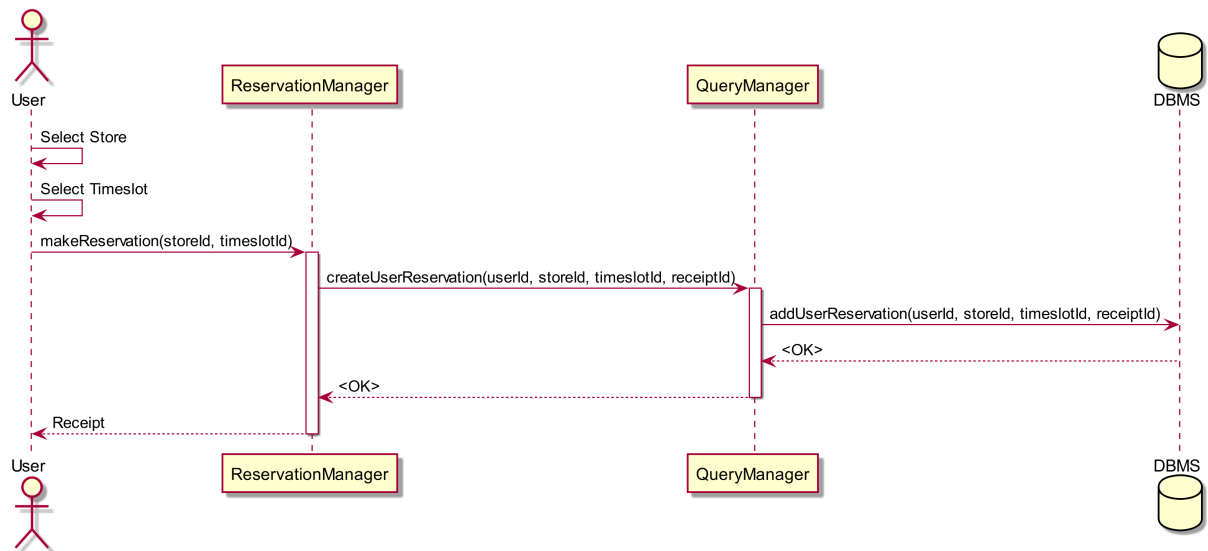 User
ReservationManager
QueryManager
DBMS
Select Store
Select Timeslot
makeReservation(storeId, timeslotId)
createUserReservation(userId, storeId, timeslotId, receiptId)
addUserReservation(userId, storeId, timeslotId, receiptId)
<OK>
<OK>
Receipt
User
ReservationManager
QueryManager
DBMS